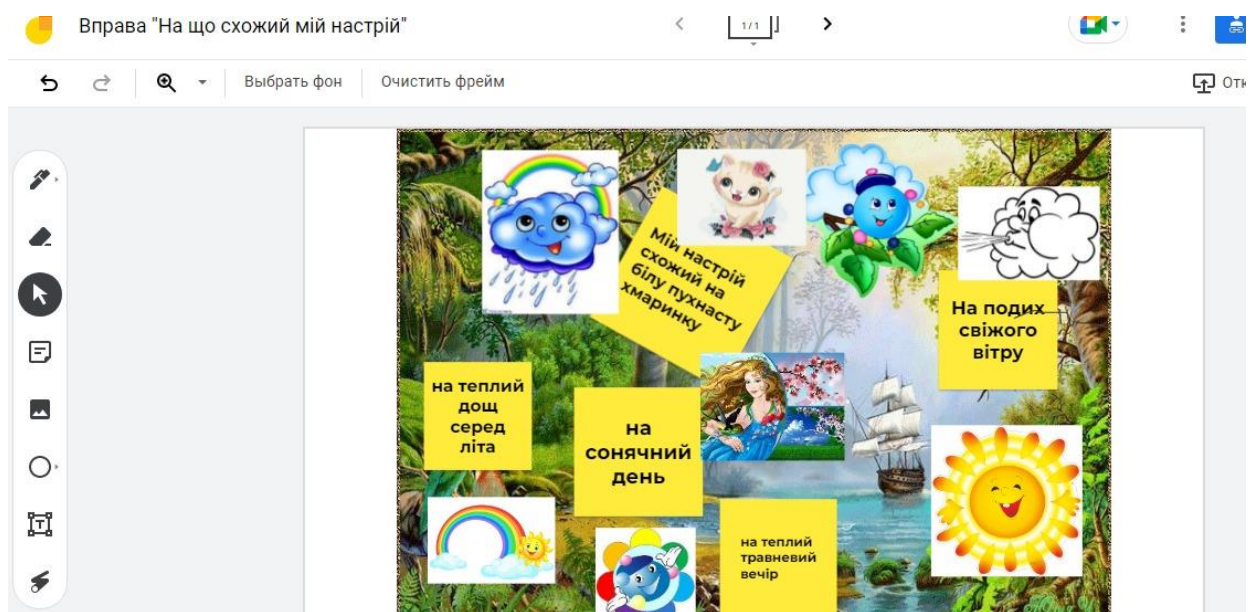 Вправа "На що схожий мій настрій"
1/1
Выбрать фон
Очистить фрейм
Отк
Мій настрій
схожий на
білу пухнасту
хмаринку
На подих
свіжого
вітру
на теплий
дощ
серед
літа
на
сонячний
день
на теплий
травневий
вечір